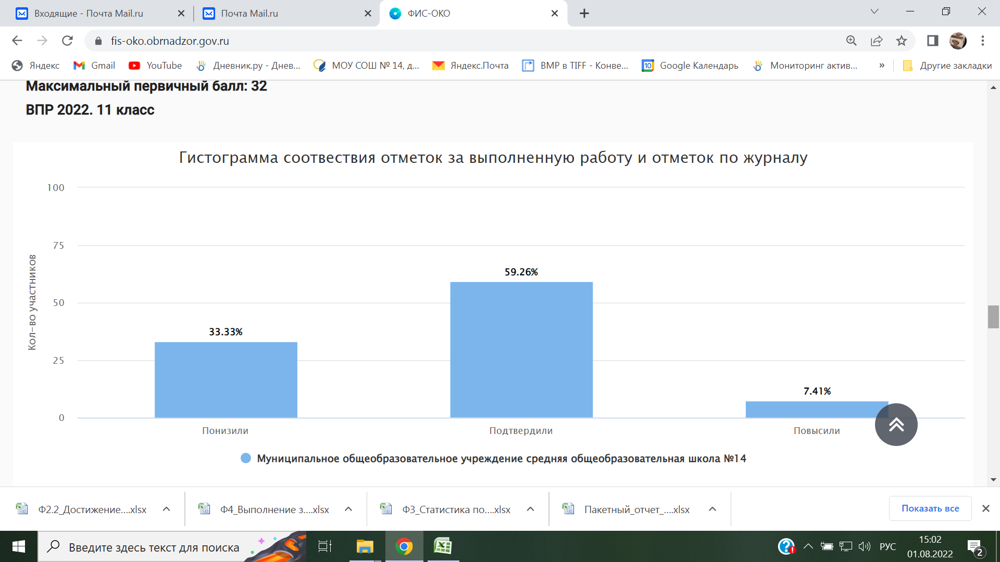 Входящие - Почта Mail.ru
Почта Mail.ru
ФИС-ОКО
fis-oko.obrnadzor.gov.ru
Яндекс
Gmail
YouTube
Дневник.ру - Днев...
МОУ СОШ № 14, д...
Яндекс.Почта
BMP в TIFF - Конве...
10
Google Календарь
Мониторинг актив...
»
Другие закладки
Максимальный первичный балл: 32
ВПР 2022. 11 класс
Гистограмма соотвествия отметок за выполненную работу и отметок по журналу
Кол-во участников
100
75
50
25
0
33.33%
59.26%
7.41%
Понизили
Подтвердили
Повысили
Муниципальное общеобразовательное учреждение средняя общеобразовательная школа №14
Ф2.2_Достижение....xlsx
Ф4_Выполнение з....xlsx
Ф3_Статистика по....xlsx
Пакетный_отчет_....xlsx
Показать все
Введите здесь текст для поиска
РУС
15:02
01.08.2022
2